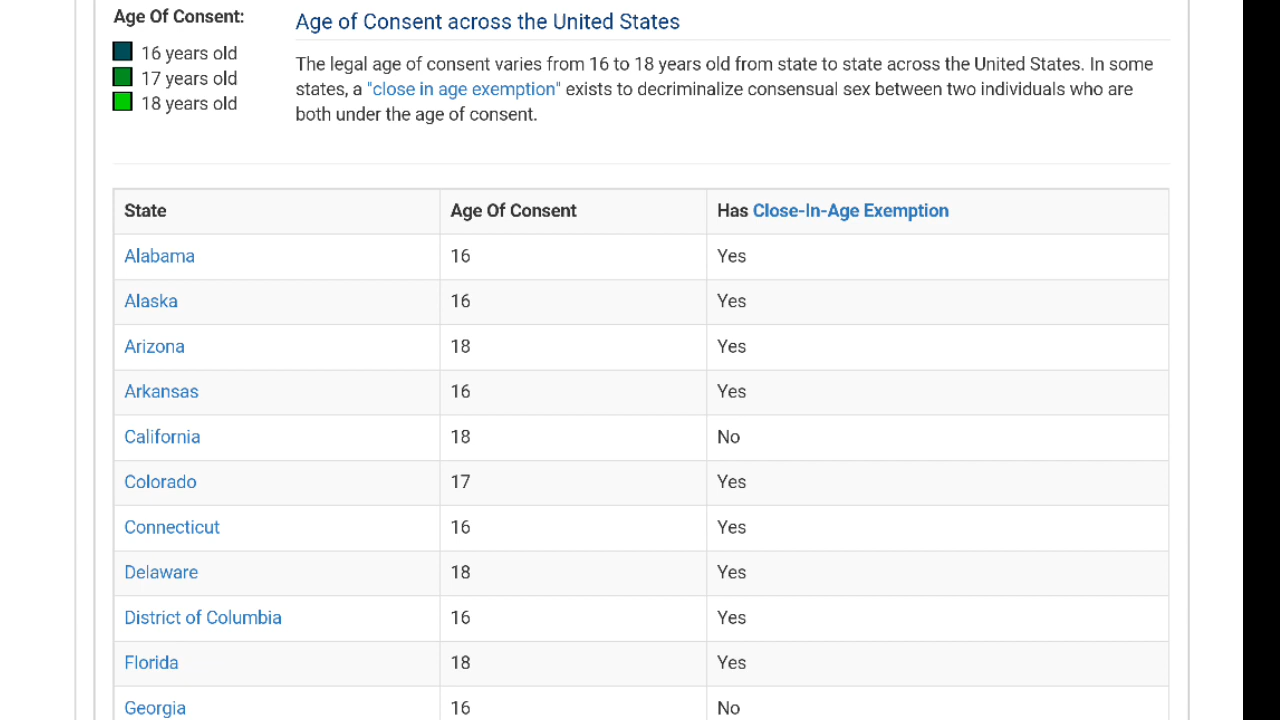 Age Of Consent:
16 years old
17 years old
18 years old
Age of Consent across the United States
The legal age of consent varies from 16 to 18 years old from state to state across the United States. In some
states, a "close in age exemption" exists to decriminalize consensual sex between two individuals who are
both under the age of consent.
State Age Of Consent Has Close-In-Age Exemption
Alabama 16 Yes
Alaska 16 Yes
Arizona 18 Yes
Arkansas 16 Yes
California 18 No
Colorado 17 Yes
Connecticut 16 Yes
Delaware 18 Yes
District of Columbia 16 Yes
Florida 18 Yes
Georgia 16 No